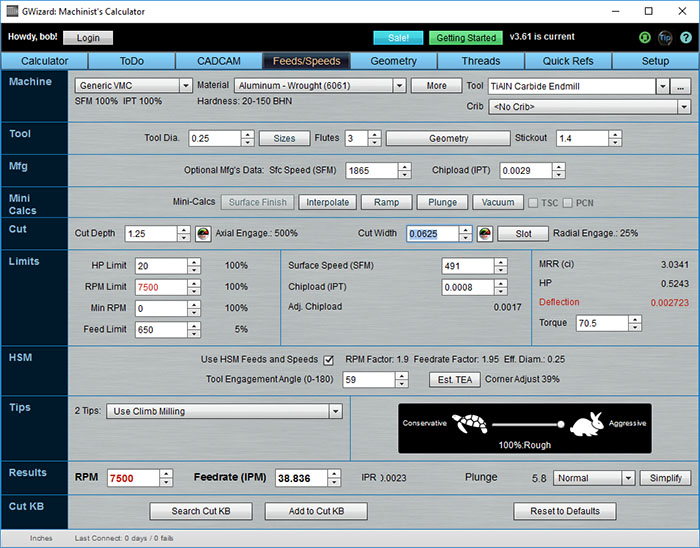 GWizard: Machinist's Calculator
Howdy, bob! Login Sale! Getting Started v3.61 is current Tip ?
Calculator ToDo CADCAM Feeds/Speeds Geometry Threads Quick Refs Setup
Machine Generic VMC Material Aluminum - Wrought (6061) More Tool TiAlN Carbide Endmill ...
SFM 100% IPT 100% Hardness: 20-150 BHN Crib <No Crib>
Tool Tool Dia. 0.25 Sizes Flutes 3 Geometry Stickout 1.4
Mfg Optional Mfg's Data: Sfc Speed (SFM) 1865 Chipload (IPT) 0.0029
Mini Calcs Mini-Calcs Surface Finish Interpolate Ramp Plunge Vacuum TSC PCN
Cut Cut Depth 1.25 Axial Engage.: 500% Cut Width 0.0625 Slot Radial Engage.: 25%
Limits HP Limit 20 100% Surface Speed (SFM) 491 MRR (ci) 3.0341
RPM Limit 7500 100% Chipload (IPT) 0.0008 HP 0.5243
Min RPM 0 100% Adj. Chipload 0.0017 Deflection 0.002723
Feed Limit 650 5% Torque 70.5
HSM Use HSM Feeds and Speeds RPM Factor: 1.9 Feedrate Factor: 1.95 Eff. Diam.: 0.25
Tool Engagement Angle (0-180) 59 Est. TEA Corner Adjust 39%
Tips 2 Tips: Use Climb Milling Conservative Aggressive
100%:Rough
Results RPM 7500 Feedrate (IPM) 38.836 IPR 0.0023 Plunge 5.8 Normal Simplify
Cut KB Search Cut KB Add to Cut KB Reset to Defaults
Inches Last Connect: 0 days / 0 fails